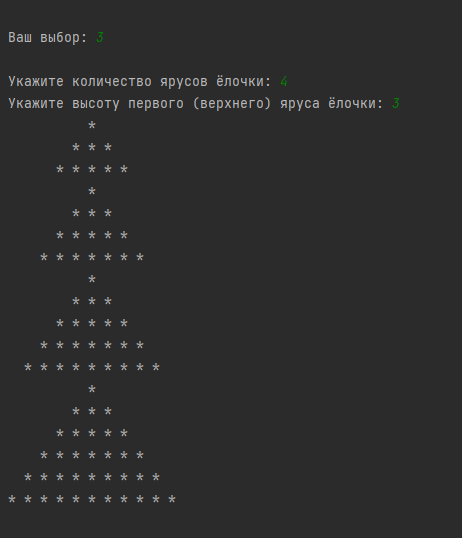 Ваш выбор: 3
Укажите количество ярусов ёлочки: 4
Укажите высоту первого (верхнего) яруса ёлочки: 3
          *
        * * *
      * * * * *
          *
        * * *
      * * * * *
    * * * * * * *
          *
        * * *
      * * * * *
    * * * * * * *
  * * * * * * * * *
          *
        * * *
      * * * * *
    * * * * * * *
  * * * * * * * * *
* * * * * * * * * * *